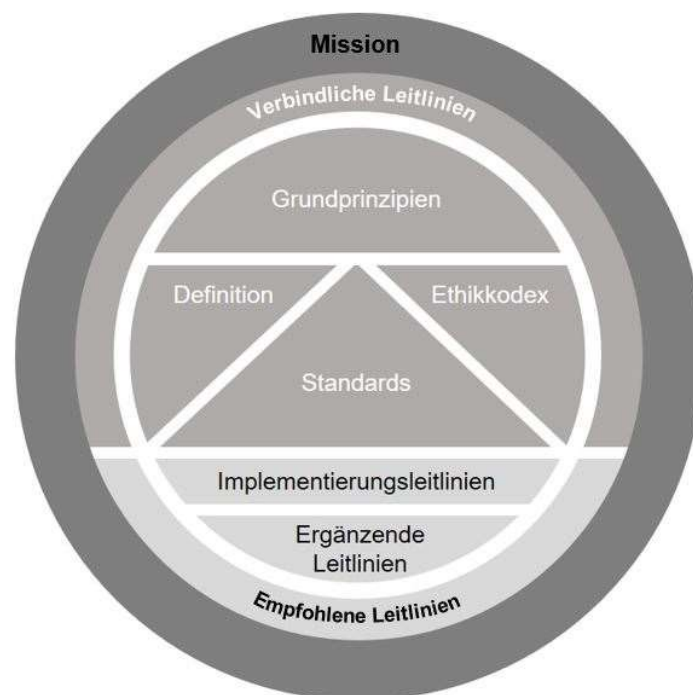 Mission
Verbindliche Leitlinien
Grundprinzipien
Definition
Ethikkodex
Standards
Implementierungsleitlinien
Ergänzende
Leitlinien
Empfohlene Leitlinien